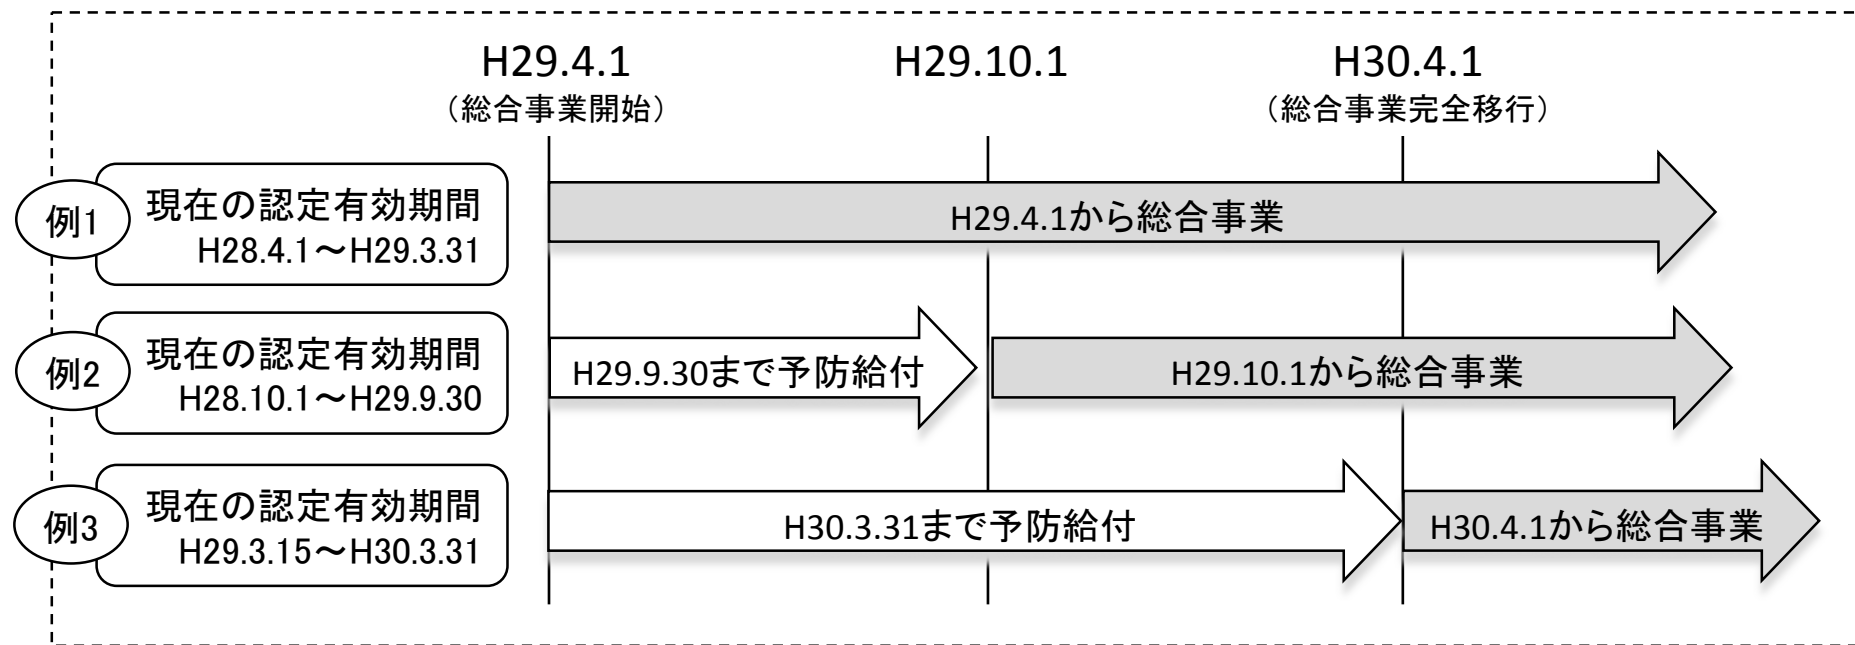 H29.4.1
（総合事業開始）
H29.10.1
H30.4.1
（総合事業完全移行）
例1
現在の認定有効期間
H28.4.1～H29.3.31
H29.4.1から総合事業
例2
現在の認定有効期間
H28.10.1～H29.9.30
H29.9.30まで予防給付
H29.10.1から総合事業
例3
現在の認定有効期間
H29.3.15～H30.3.31
H30.3.31まで予防給付
H30.4.1から総合事業